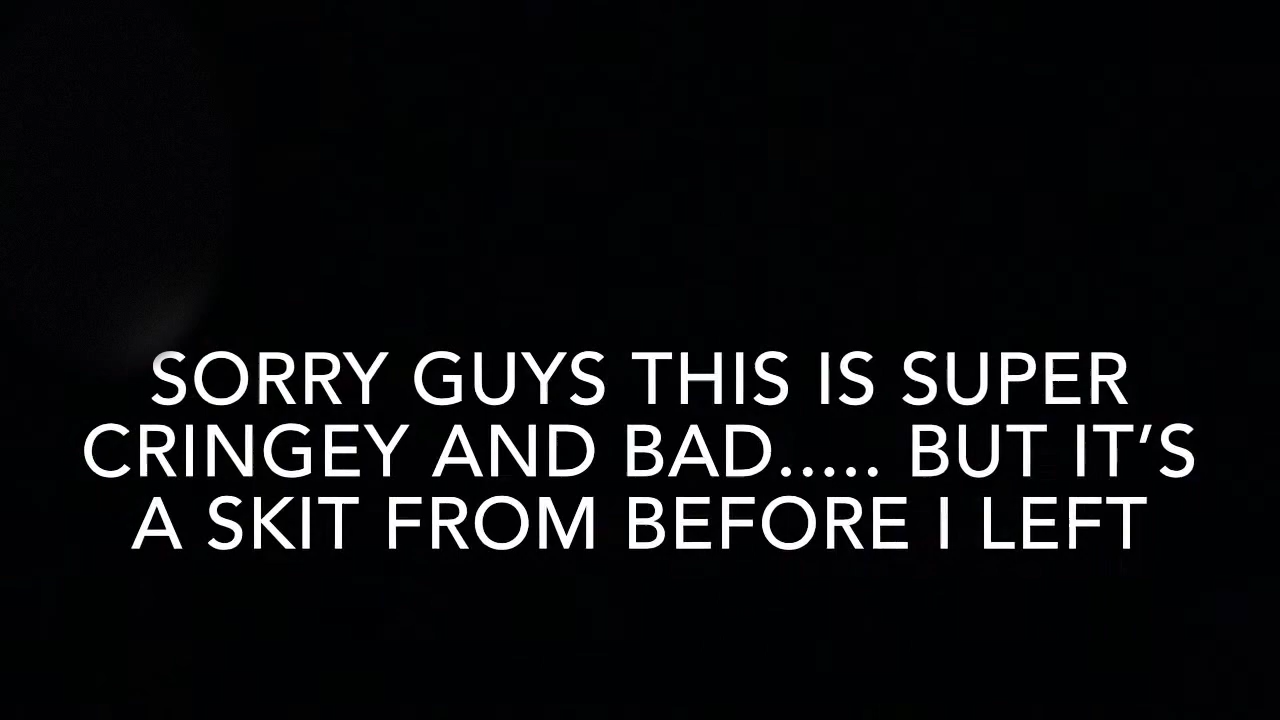 SORRY GUYS THIS IS SUPER
CRINGEY AND BAD..... BUT IT’S
A SKIT FROM BEFORE I LEFT